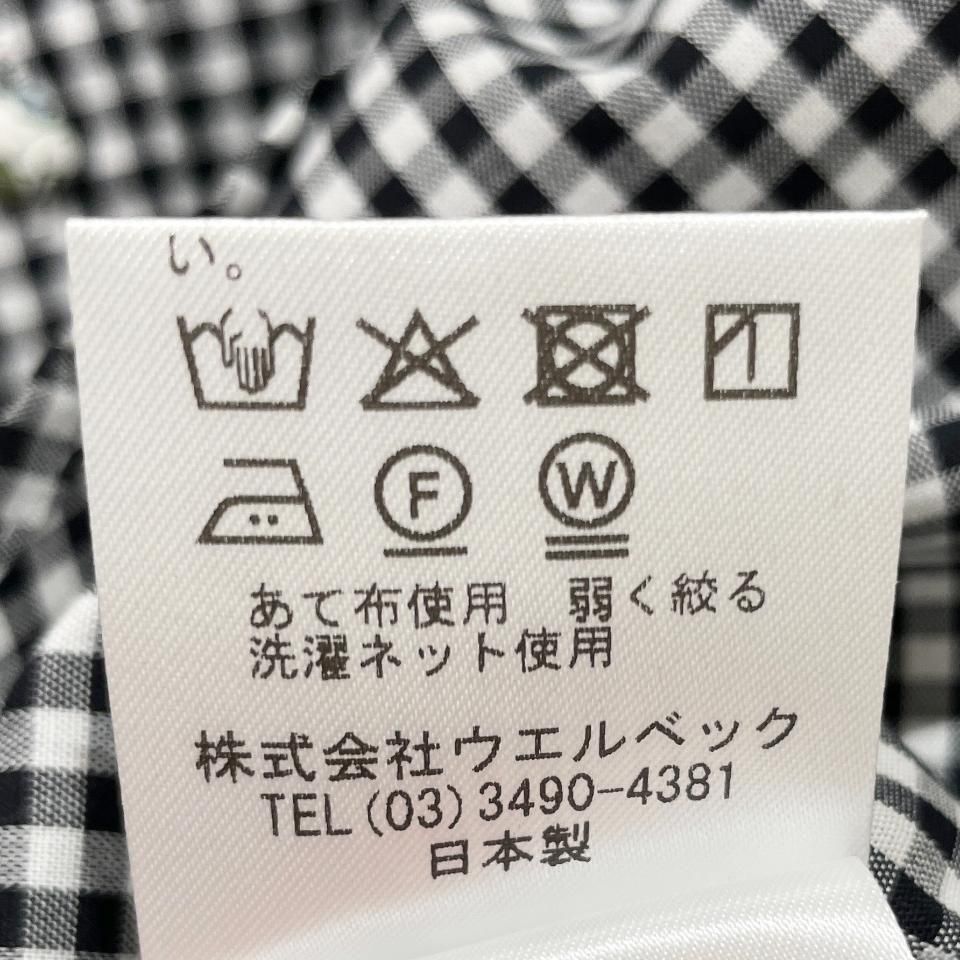 い。
F W
あて布使用　弱く絞る
洗濯ネット使用
株式会社ウエルベック
TEL(03)3490-4381
日本製